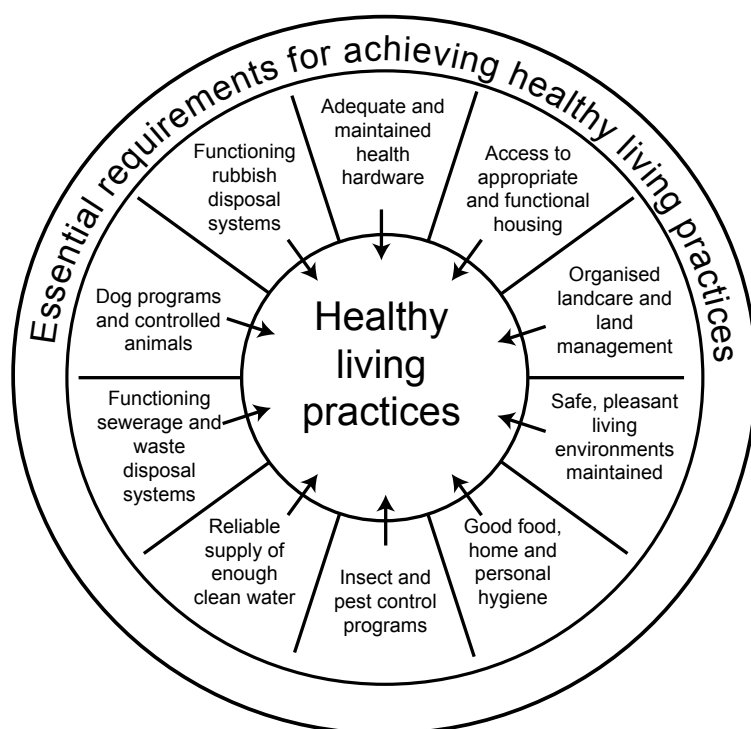 Essential requirements for achieving healthy living practices
Adequate and
maintained
health
hardware
Access to
appropriate
and functional
housing
Organised
landcare and
land
management
Safe, pleasant
living
environments
maintained
Good food,
home and
personal
hygiene
Insect and
pest control
programs
Reliable
supply of
enough
clean water
Functioning
sewerage and
waste
disposal
systems
Dog programs
and controlled
animals
Functioning
rubbish
disposal
systems
Healthy
living
practices